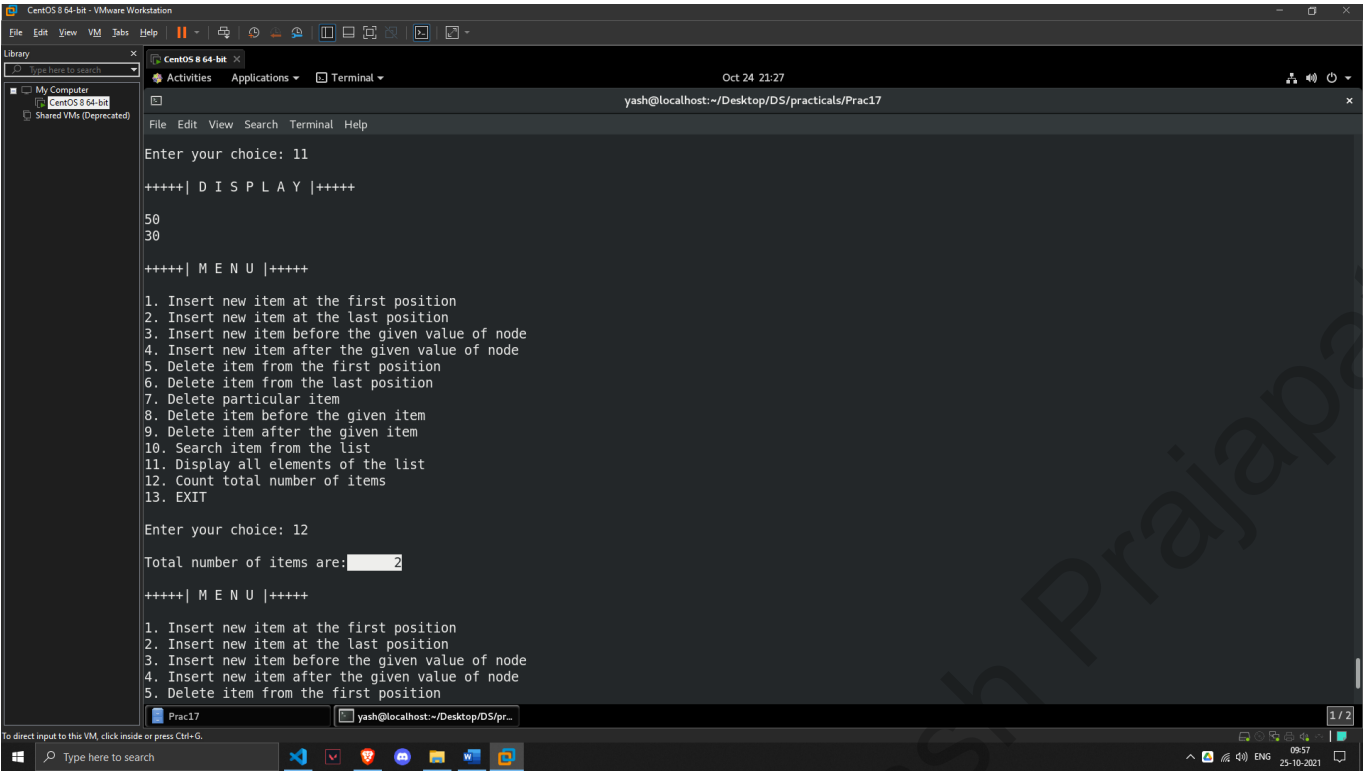 CentOS 8 64-bit - VMware Workstation
File Edit View VM Tabs Help
Library
Type here to search
My Computer
CentOS 8 64-bit
Shared VMs (Deprecated)
CentOS 8 64-bit
Activities Applications Terminal Oct 24 21:27
yash@localhost:~/Desktop/DS/practicals/Prac17
File Edit View Search Terminal Help
Enter your choice: 11
+++++| D I S P L A Y |+++++
50
30
+++++| M E N U |+++++
1. Insert new item at the first position
2. Insert new item at the last position
3. Insert new item before the given value of node
4. Insert new item after the given value of node
5. Delete item from the first position
6. Delete item from the last position
7. Delete particular item
8. Delete item before the given item
9. Delete item after the given item
10. Search item from the list
11. Display all elements of the list
12. Count total number of items
13. EXIT
Enter your choice: 12
Total number of items are: 2
+++++| M E N U |+++++
1. Insert new item at the first position
2. Insert new item at the last position
3. Insert new item before the given value of node
4. Insert new item after the given value of node
5. Delete item from the first position
Prac17 yash@localhost:~/Desktop/DS/pr... 1 / 2
To direct input to this VM, click inside or press Ctrl+G.
Type here to search ENG 09:57
25-10-2021